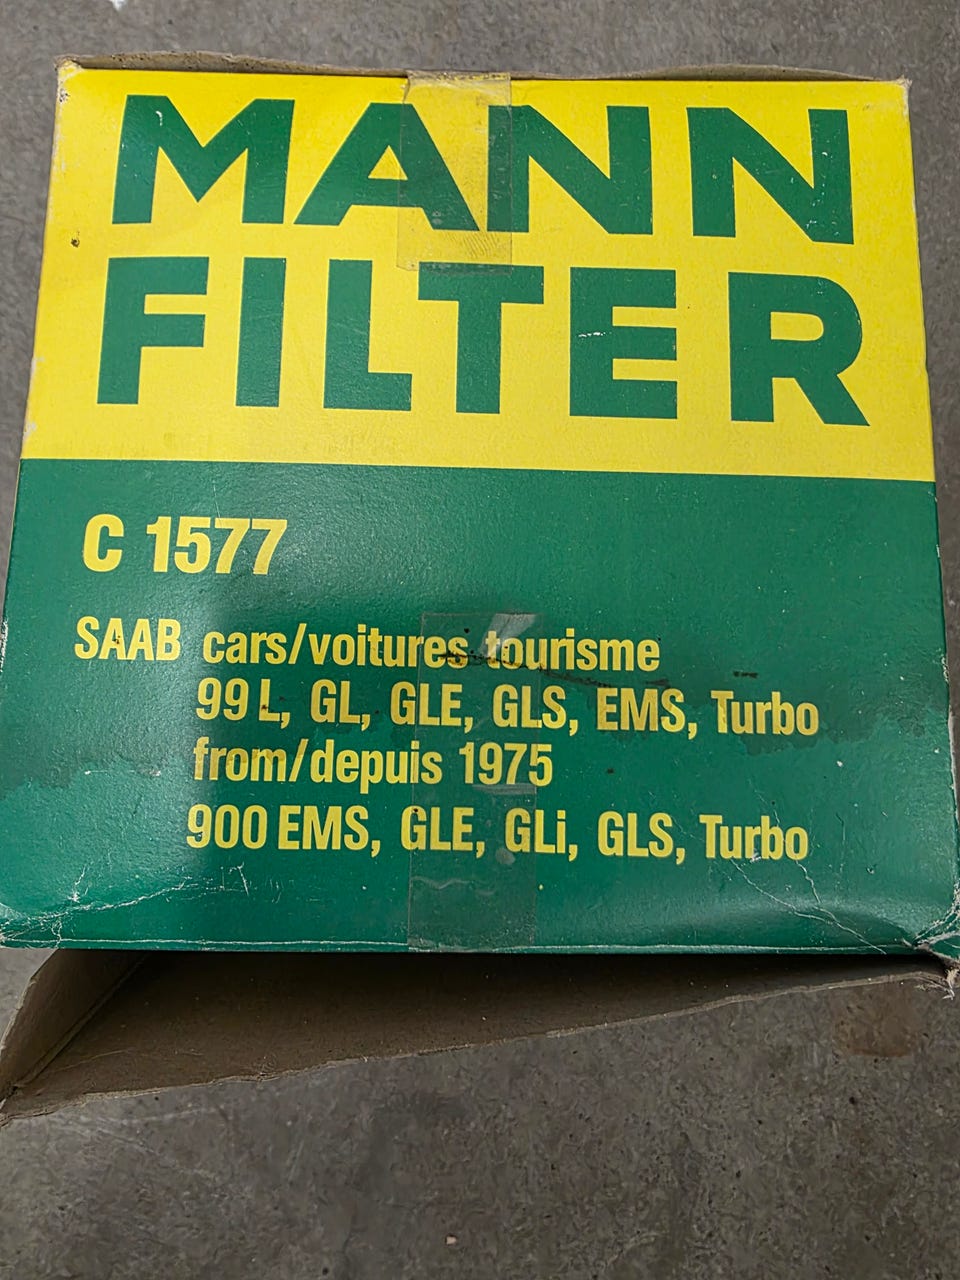 MANN
FILTER
C 1577
SAAB cars/voitures tourisme
99 L, GL, GLE, GLS, EMS, Turbo
from/depuis 1975
900 EMS, GLE, GLi, GLS, Turbo